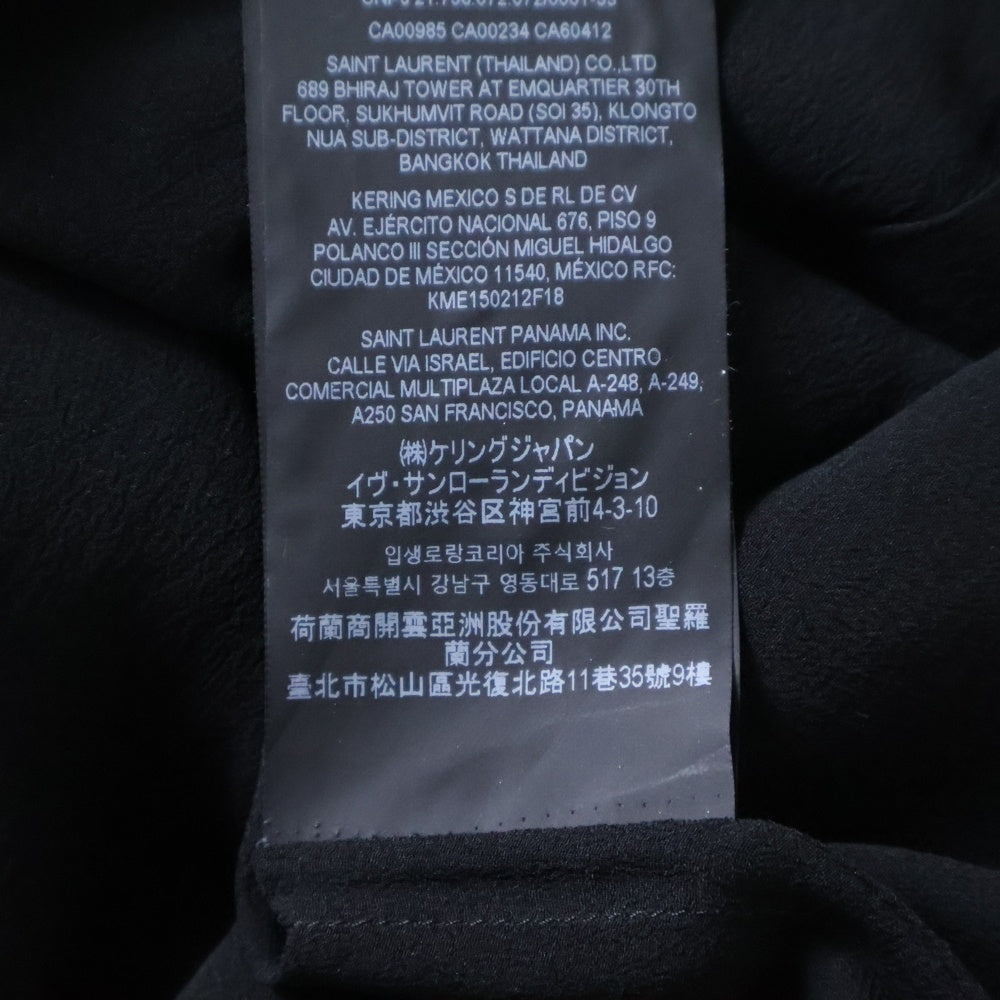 CA00985 CA00234 CA60412
SAINT LAURENT (THAILAND) CO.,LTD
689 BHIRAJ TOWER AT EMQUARTIER 30TH
FLOOR, SUKHUMVIT ROAD (SOI 35), KLONGTO
NUA SUB-DISTRICT, WATTANA DISTRICT,
BANGKOK THAILAND
KERING MEXICO S DE RL DE CV
AV. EJÉRCITO NACIONAL 676, PISO 9
POLANCO III SECCIÓN MIGUEL HIDALGO
CIUDAD DE MÉXICO 11540, MÉXICO RFC:
KME150212F18
SAINT LAURENT PANAMA INC.
CALLE VIA ISRAEL, EDIFICIO CENTRO
COMERCIAL MULTIPLAZA LOCAL A-248, A-249,
A250 SAN FRANCISCO, PANAMA
㈱ケリングジャパン
イヴ・サンローランディビジョン
東京都渋谷区神宮前4-3-10
입생로랑코리아 주식회사
서울특별시 강남구 영동대로 517 13층
荷蘭商開雲亞洲股份有限公司聖羅
蘭分公司
臺北市松山區光復北路11巷35號9樓